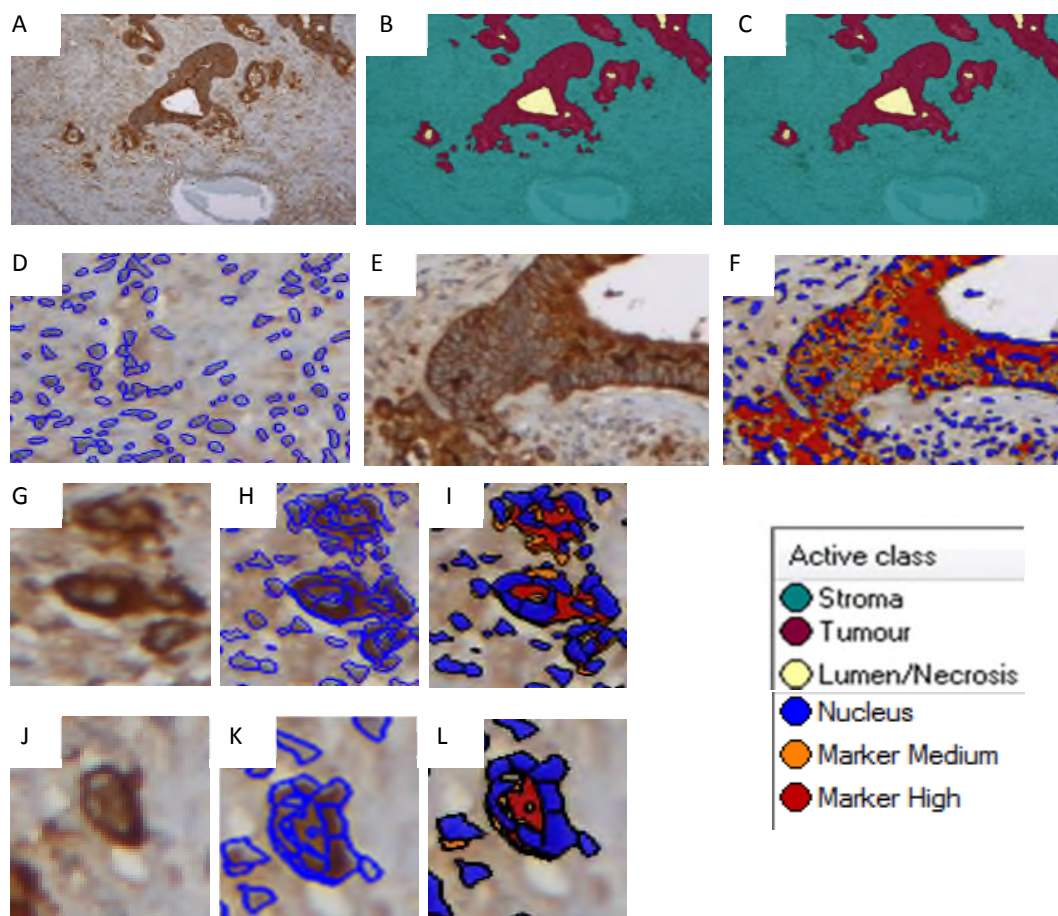 A
B
C
D
E
F
G
H
I
J
K
L
Active class
Stroma
Tumour
Lumen/Necrosis
Nucleus
Marker Medium
Marker High